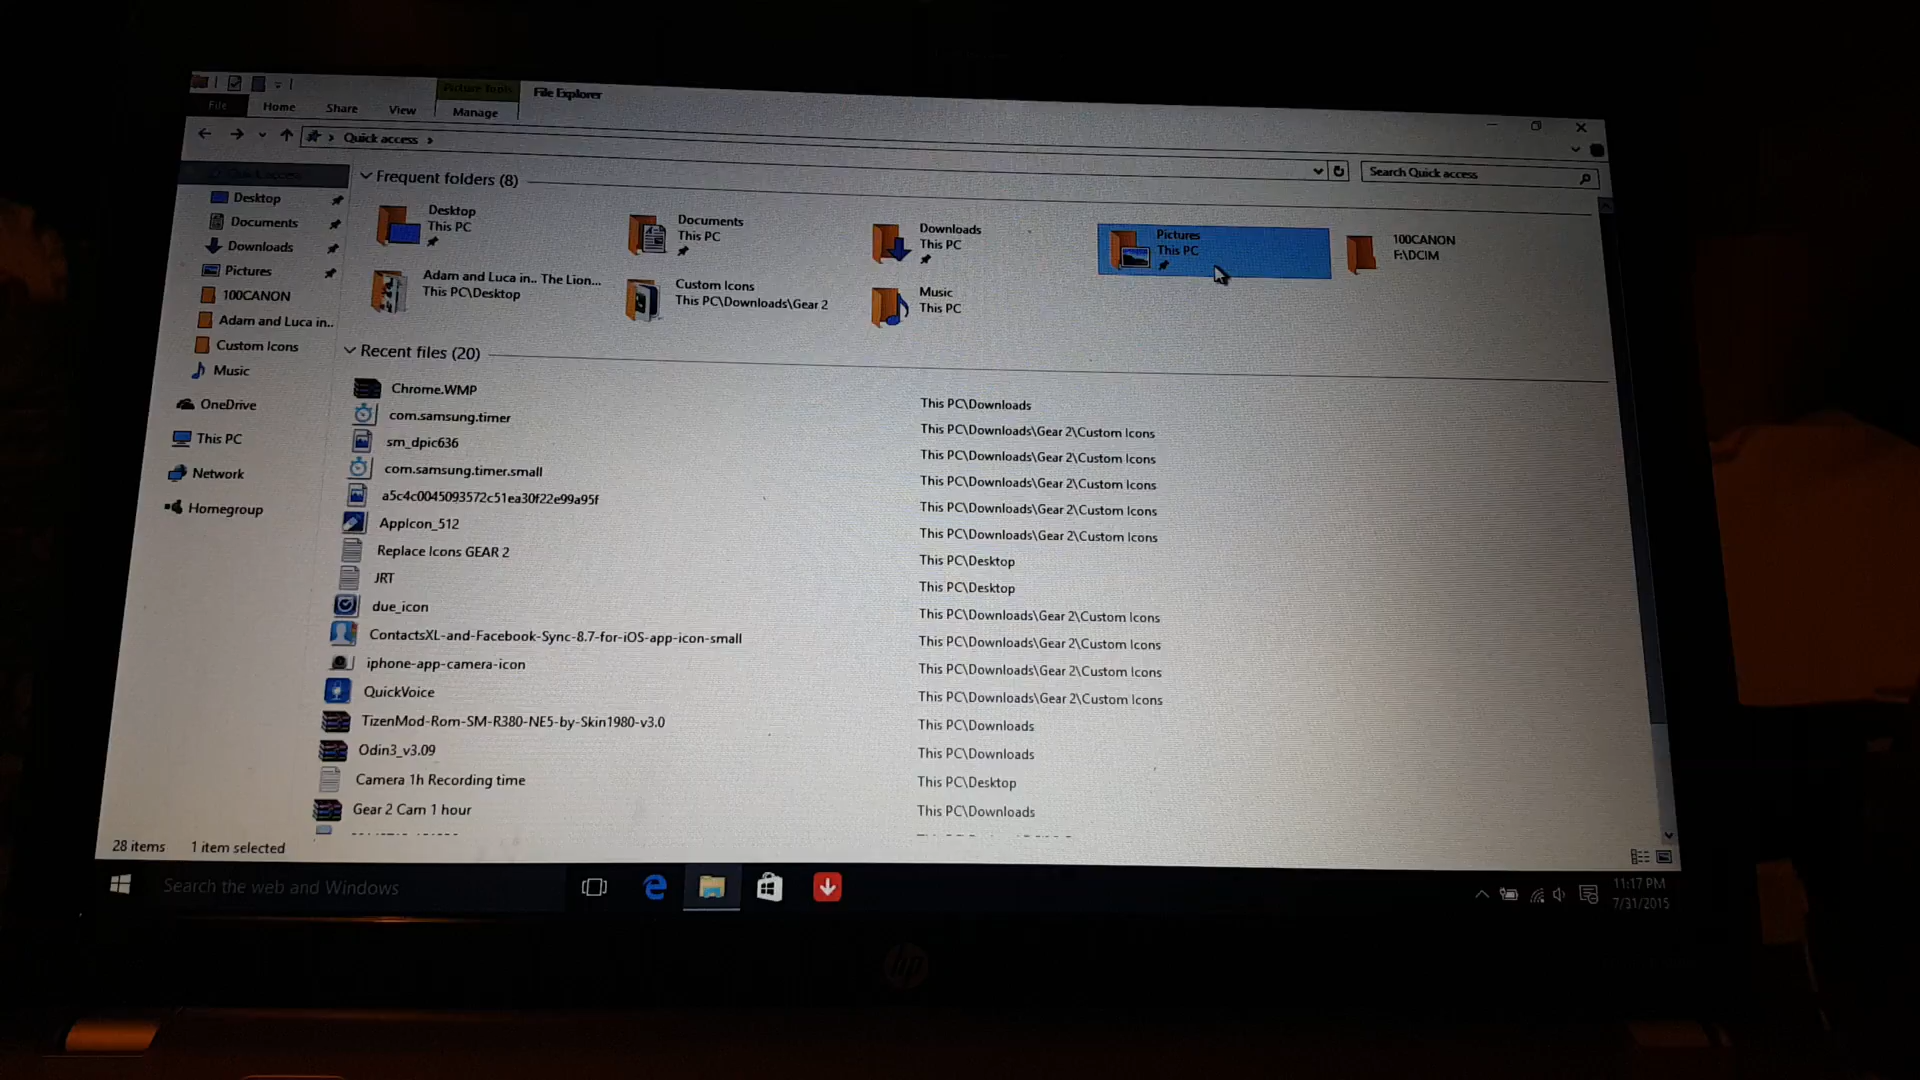 Picture Tools
File Explorer
File
Home
Share
View
Manage
Quick access
Search Quick access
Quick access
Desktop
Documents
Downloads
Pictures
100CANON
Adam and Luca in..
Custom Icons
Music
OneDrive
This PC
Network
Homegroup
Frequent folders (8)
Desktop
This PC
Documents
This PC
Downloads
This PC
Pictures
This PC
100CANON
F:\DCIM
Adam and Luca in.. The Lion...
This PC\Desktop
Custom Icons
This PC\Downloads\Gear 2
Music
This PC
Recent files (20)
Chrome.WMP
This PC\Downloads
com.samsung.timer
This PC\Downloads\Gear 2\Custom Icons
sm_dpic636
This PC\Downloads\Gear 2\Custom Icons
com.samsung.timer.small
This PC\Downloads\Gear 2\Custom Icons
a5c4c0045093572c51ea30f22e99a95f
This PC\Downloads\Gear 2\Custom Icons
AppIcon_512
This PC\Downloads\Gear 2\Custom Icons
Replace Icons GEAR 2
This PC\Desktop
JRT
This PC\Desktop
due_icon
This PC\Downloads\Gear 2\Custom Icons
ContactsXL-and-Facebook-Sync-8.7-for-iOS-app-icon-small
This PC\Downloads\Gear 2\Custom Icons
iphone-app-camera-icon
This PC\Downloads\Gear 2\Custom Icons
QuickVoice
This PC\Downloads\Gear 2\Custom Icons
TizenMod-Rom-SM-R380-NE5-by-Skin1980-v3.0
This PC\Downloads
Odin3_v3.09
This PC\Downloads
Camera 1h Recording time
This PC\Desktop
Gear 2 Cam 1 hour
This PC\Downloads
28 items
1 item selected
Search the web and Windows
11:17 PM
7/31/2015
hp